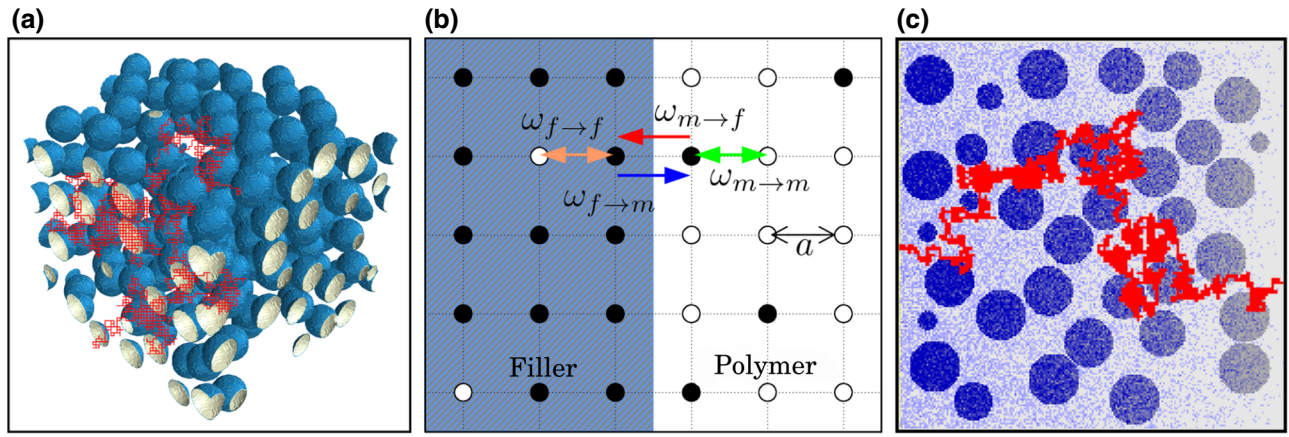 (a)
(b)
(c)
ω_{f→f}
ω_{m→f}
ω_{f→m}
ω_{m→m}
a
Filler
Polymer